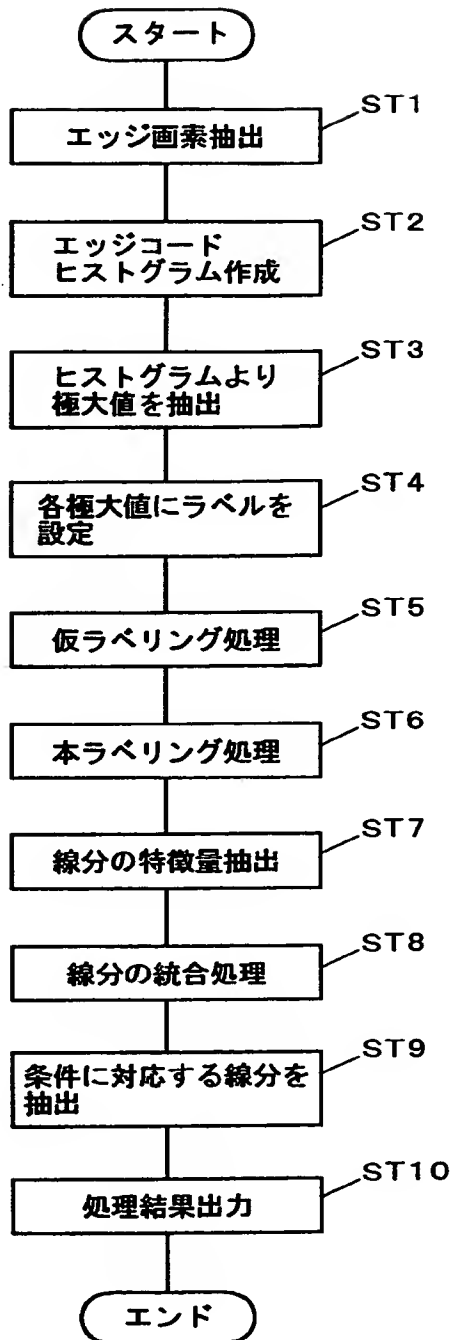 スタート
ST1
エッジ画素抽出
ST2
エッジコード
ヒストグラム作成
ST3
ヒストグラムより
極大値を抽出
ST4
各極大値にラベルを
設定
ST5
仮ラベリング処理
ST6
本ラベリング処理
ST7
線分の特徴量抽出
ST8
線分の統合処理
ST9
条件に対応する線分を
抽出
ST10
処理結果出力
エンド